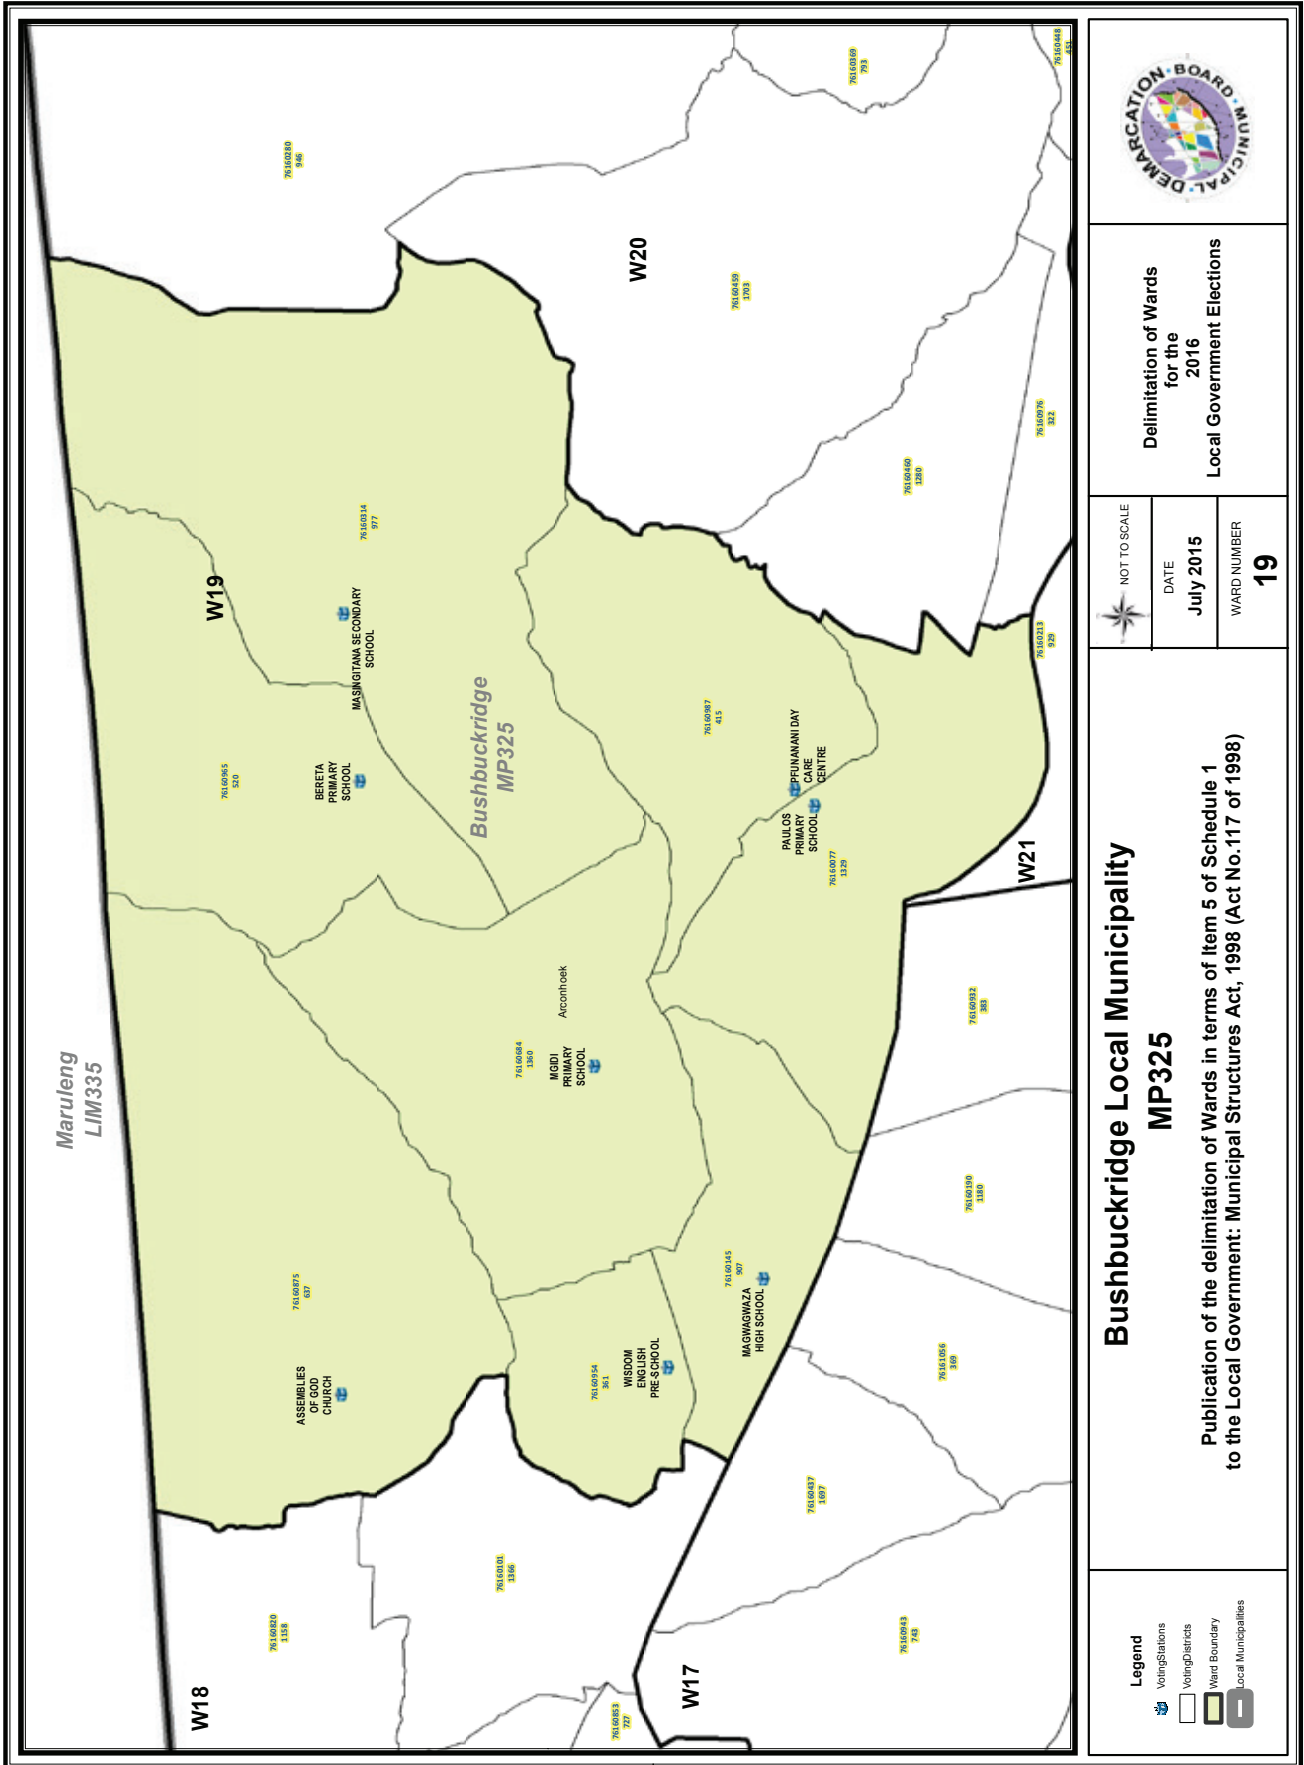 Maruleng
LIM335
W18
W19
W20
W17
W21
Bushbuckridge
MP325
Arconhoek
76160820
1158
76160101
1366
76160853
727
76160875
637
ASSEMBLIES
OF GOD
CHURCH
76160954
361
WISDOM
ENGLISH
PRE-SCHOOL
76160145
907
MAGWAGWAZA
HIGH SCHOOL
76160684
1360
MGIDI
PRIMARY
SCHOOL
76160965
520
BERETA
PRIMARY
SCHOOL
76160314
977
MASINGITANA SECONDARY
SCHOOL
76160987
415
PFUNANANI DAY
CARE
CENTRE
PAULOS
PRIMARY
SCHOOL
76160077
1329
76160280
946
76160369
793
76160448
451
76160459
1703
76160460
1280
76160976
322
76160213
929
76160932
383
76160190
1180
76161056
369
76160437
1697
76160943
743
Legend
VotingStations
VotingDistricts
Ward Boundary
Local Municipalities
Bushbuckridge Local Municipality
MP325
Publication of the delimitation of Wards in terms of Item 5 of Schedule 1
to the Local Government: Municipal Structures Act, 1998 (Act No.117 of 1998)
NOT TO SCALE
DATE
July 2015
WARD NUMBER
19
Delimitation of Wards
for the
2016
Local Government Elections
MUNICIPAL · DEMARCATION · BOARD ·